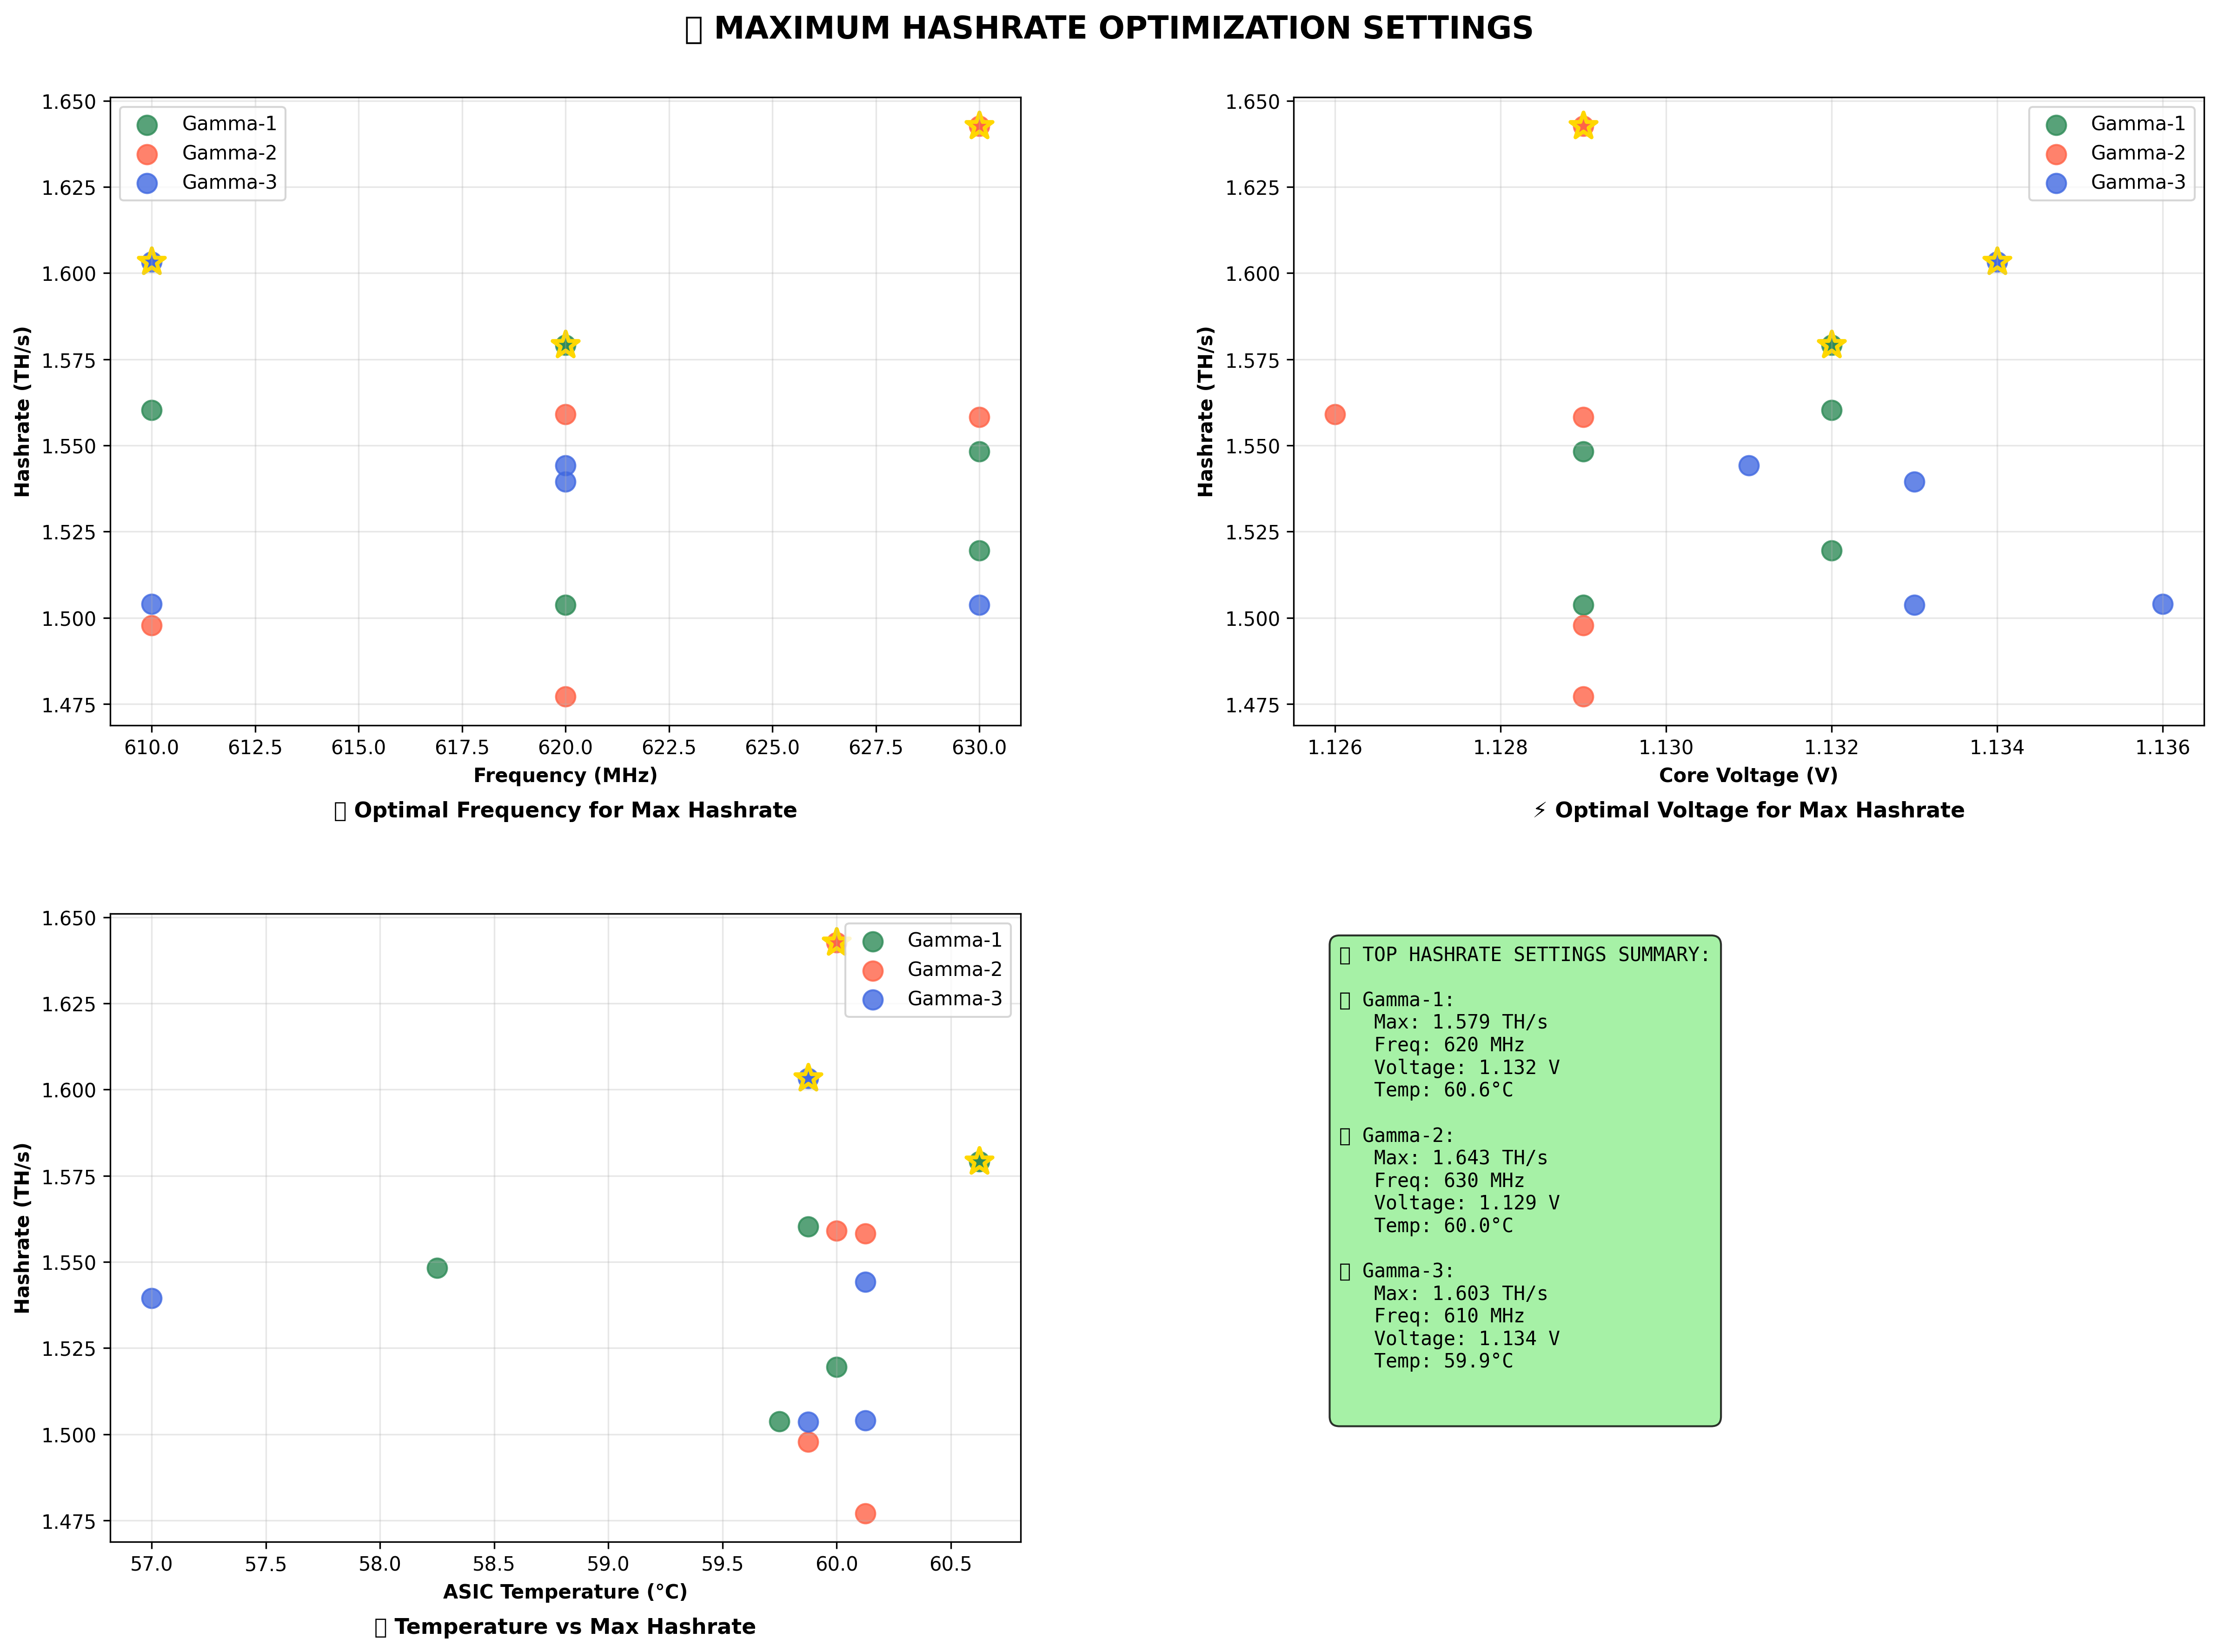 MAXIMUM HASHRATE OPTIMIZATION SETTINGS
1.650
1.625
1.600
1.575
1.550
1.525
1.500
1.475
Hashrate (TH/s)
Gamma-1
Gamma-2
Gamma-3
610.0 612.5 615.0 617.5 620.0 622.5 625.0 627.5 630.0
Frequency (MHz)
Optimal Frequency for Max Hashrate
1.650
1.625
1.600
1.575
1.550
1.525
1.500
1.475
Hashrate (TH/s)
Gamma-1
Gamma-2
Gamma-3
1.126 1.128 1.130 1.132 1.134 1.136
Core Voltage (V)
⚡ Optimal Voltage for Max Hashrate
1.650
1.625
1.600
1.575
1.550
1.525
1.500
1.475
Hashrate (TH/s)
Gamma-1
Gamma-2
Gamma-3
57.0 57.5 58.0 58.5 59.0 59.5 60.0 60.5
ASIC Temperature (°C)
Temperature vs Max Hashrate
TOP HASHRATE SETTINGS SUMMARY:
Gamma-1:
Max: 1.579 TH/s
Freq: 620 MHz
Voltage: 1.132 V
Temp: 60.6°C
Gamma-2:
Max: 1.643 TH/s
Freq: 630 MHz
Voltage: 1.129 V
Temp: 60.0°C
Gamma-3:
Max: 1.603 TH/s
Freq: 610 MHz
Voltage: 1.134 V
Temp: 59.9°C